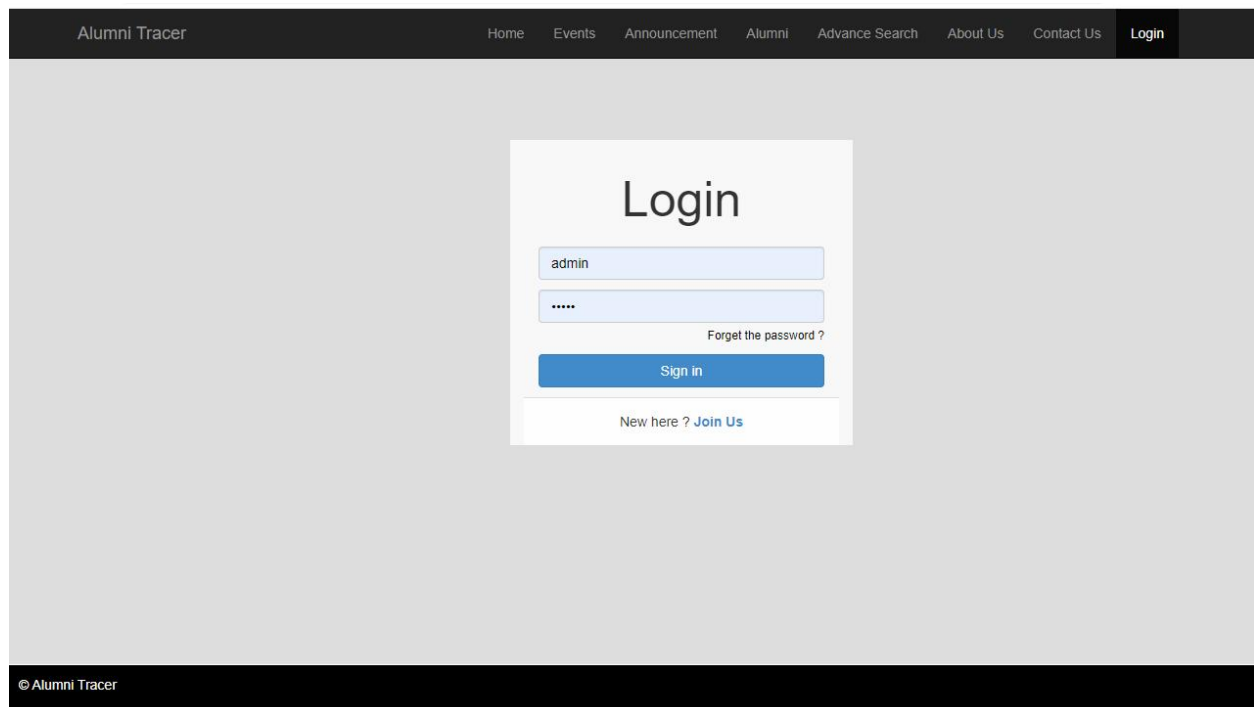 Alumni Tracer Home Events Announcement Alumni Advance Search About Us Contact Us Login
Login
admin
•••••
Forget the password ?
Sign in
New here ? Join Us
© Alumni Tracer